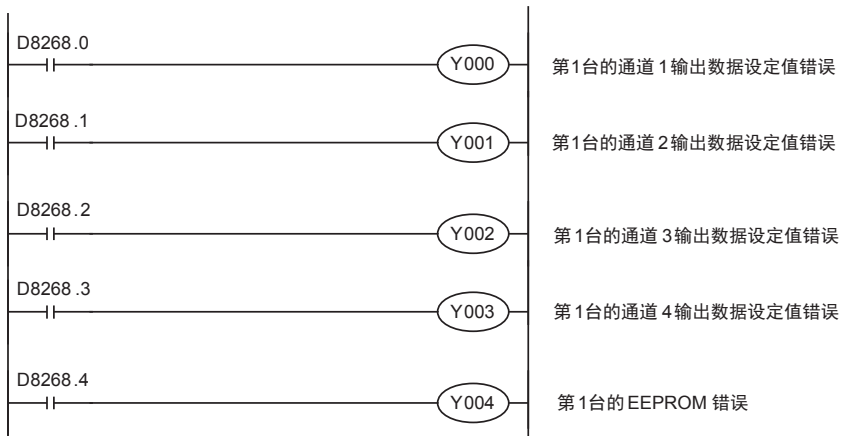 D8268.0
Y000 第1台的通道1输出数据设定值错误
D8268.1
Y001 第1台的通道2输出数据设定值错误
D8268.2
Y002 第1台的通道3输出数据设定值错误
D8268.3
Y003 第1台的通道4输出数据设定值错误
D8268.4
Y004 第1台的EEPROM 错误